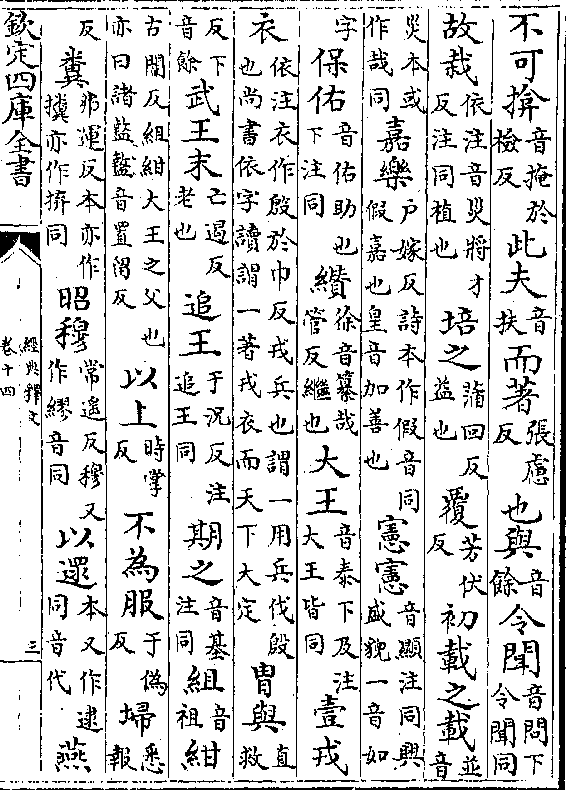 不可揜音掩於檢反此夫音扶而著張慮反也與音餘令聞音問下令聞同
故栽依注音災將才反注同植也培之蒲回反益也覆芳伏反初載之載並音
災本或作哉同嘉樂戶嫁反詩本作假音同假嘉也皇音加善也憲憲音顯注同興盛貌一音如
字保佑音佑助也下注同纘徐音纂哉管反繼也大王音泰下及注大王皆同壹戎
衣依注衣作殷於巾反戎兵也謂一用兵伐殷也尚書依字讀謂一著戎衣而天下大定冑與直救
反下音餘武王末亡遏反老也追王于況反注追王同期之音基注同組音祖紺
古闇反組紺大王之父也亦曰諸盩盩音置留反以上時掌反不為服于偽反埽悉報
反糞弗運反本亦作亦作拚同昭穆常遙反穆又作繆音同以遝本又作逮同音代燕
欽定四庫全書
經典釋文
卷十四
三